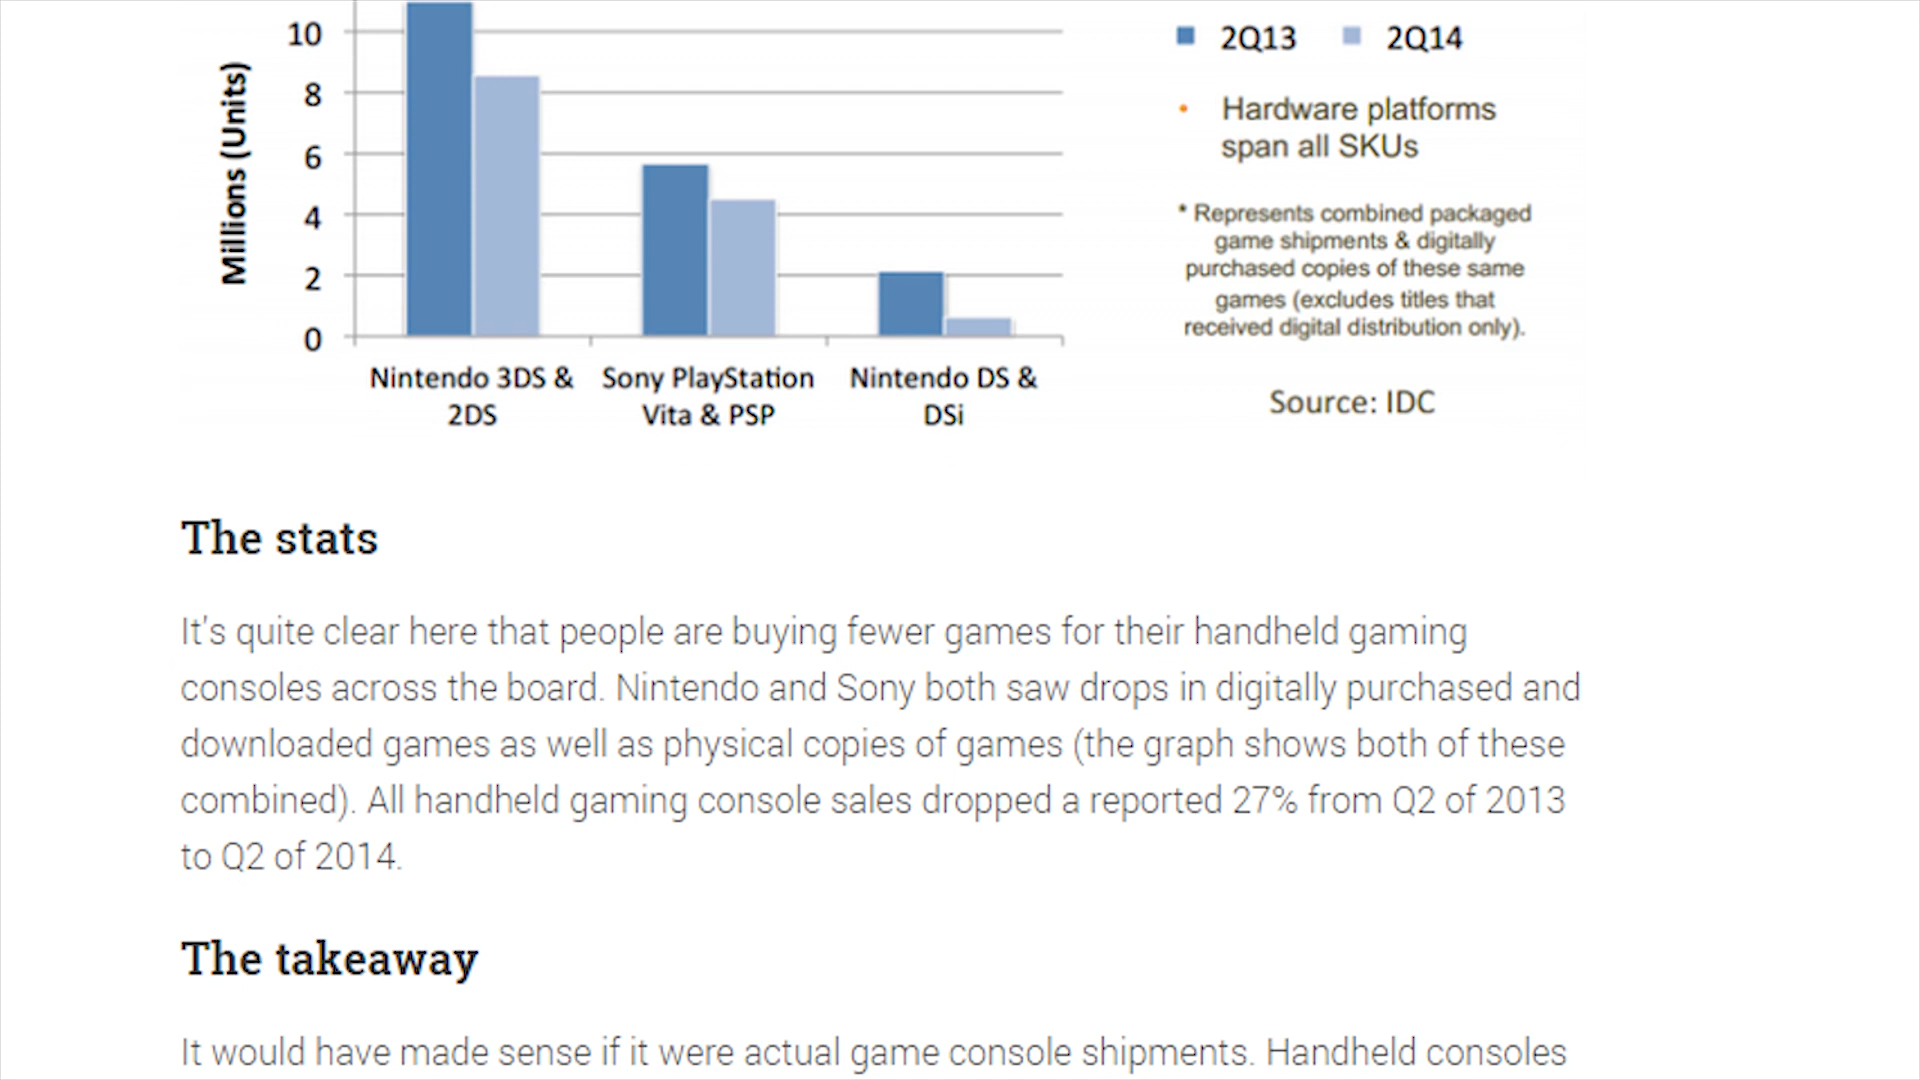 Millions (Units)
10
8
6
4
2
0
Nintendo 3DS &
2DS
Sony PlayStation
Vita & PSP
Nintendo DS &
DSi
2Q13 2Q14
• Hardware platforms
span all SKUs
* Represents combined packaged
game shipments & digitally
purchased copies of these same
games (excludes titles that
received digital distribution only).
Source: IDC
The stats
It's quite clear here that people are buying fewer games for their handheld gaming
consoles across the board. Nintendo and Sony both saw drops in digitally purchased and
downloaded games as well as physical copies of games (the graph shows both of these
combined). All handheld gaming console sales dropped a reported 27% from Q2 of 2013
to Q2 of 2014.
The takeaway
It would have made sense if it were actual game console shipments. Handheld consoles